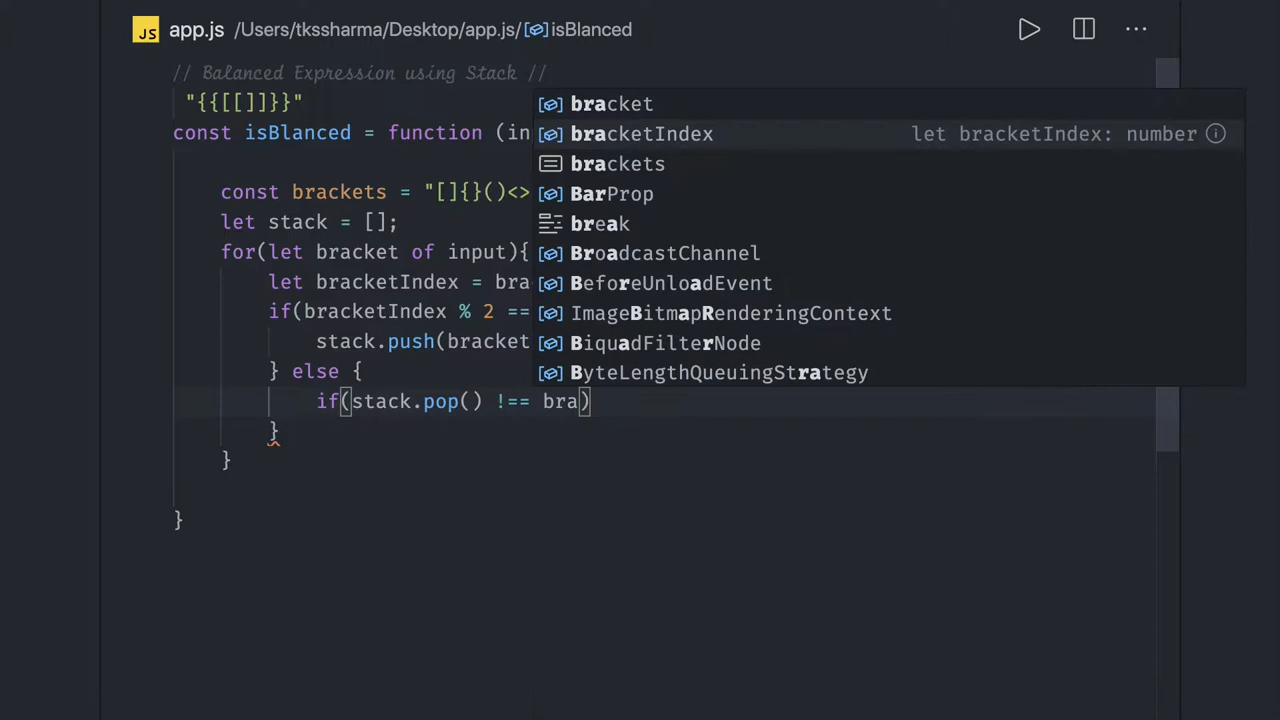 JS app.js /Users/tkssharma/Desktop/app.js/isBlanced
// Balanced Expression using Stack //
"{{[[]]}}"
const isBlanced = function (in
const brackets = "[]{}()<>
let stack = [];
for(let bracket of input){
let bracketIndex = bra
if(bracketIndex % 2 ==
stack.push(bracket
} else {
if(stack.pop() !== bra)
}
}
}
bracket
bracketIndex let bracketIndex: number
brackets
BarProp
break
BroadcastChannel
BeforeUnloadEvent
ImageBitmapRenderingContext
BiquadFilterNode
ByteLengthQueuingStrategy